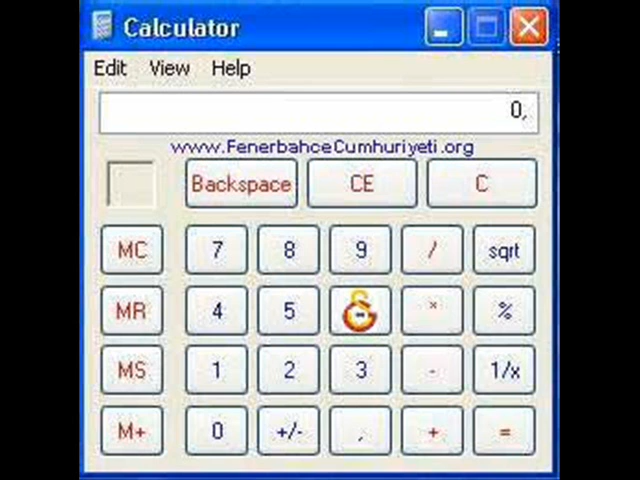 Calculator
Edit View Help
0,
www.FenerbahceCumhuriyeti.org
Backspace CE C
MC 7 8 9 / sqrt
MR 4 5 * %
MS 1 2 3 - 1/x
M+ 0 +/- , + =